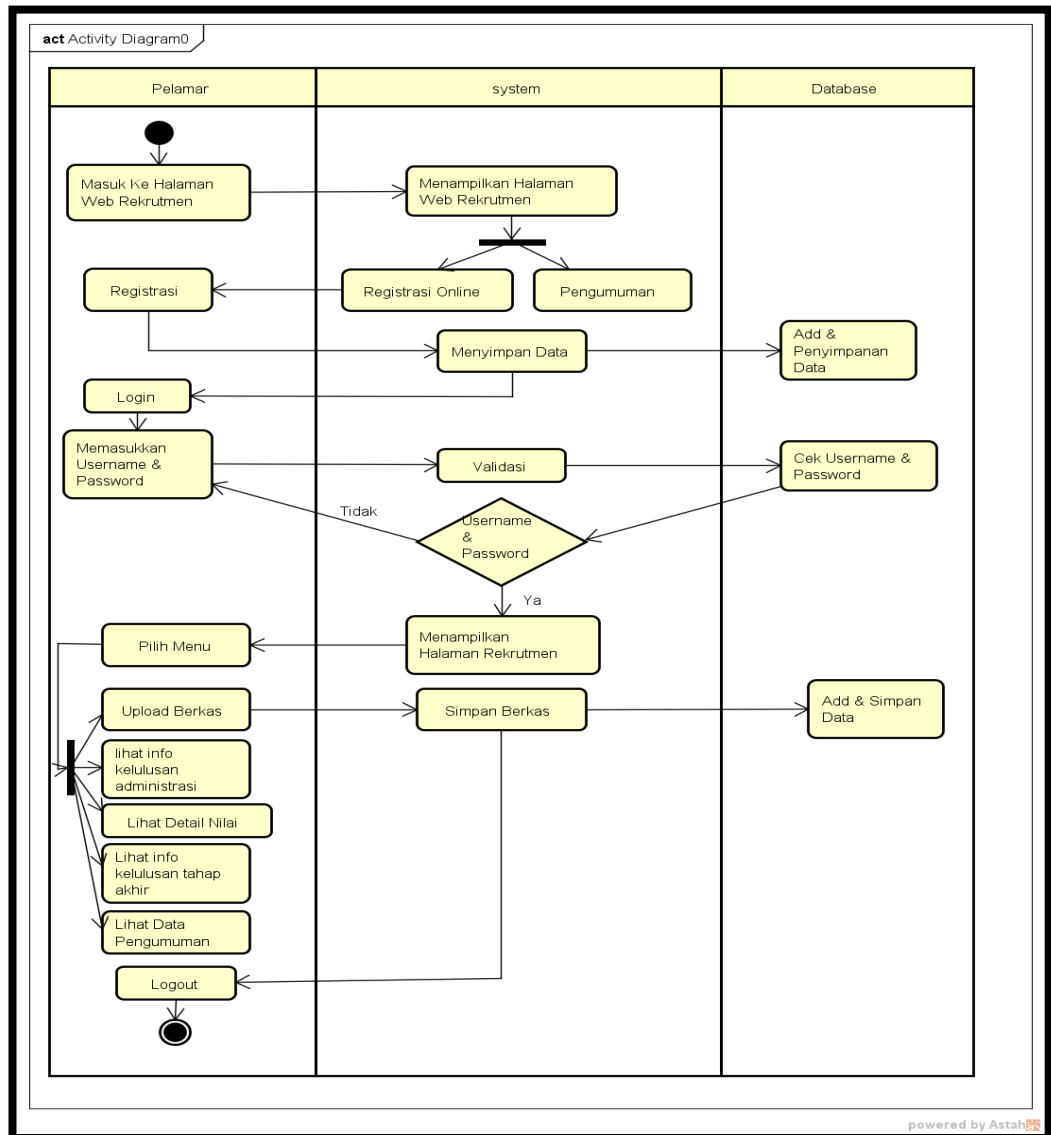 act Activity Diagram0
Pelamar
system
Database
Masuk Ke Halaman
Web Rekrutmen
Menampilkan Halaman
Web Rekrutmen
Registrasi
Registrasi Online
Pengumuman
Menyimpan Data
Add &
Penyimpanan
Data
Login
Memasukkan
Username &
Password
Validasi
Cek Username &
Password
Tidak
Username
&
Password
Ya
Pilih Menu
Menampilkan
Halaman Rekrutmen
Upload Berkas
Simpan Berkas
Add & Simpan
Data
lihat info
kelulusan
administrasi
Lihat Detail Nilai
Lihat info
kelulusan tahap
akhir
Lihat Data
Pengumuman
Logout
powered by Astah